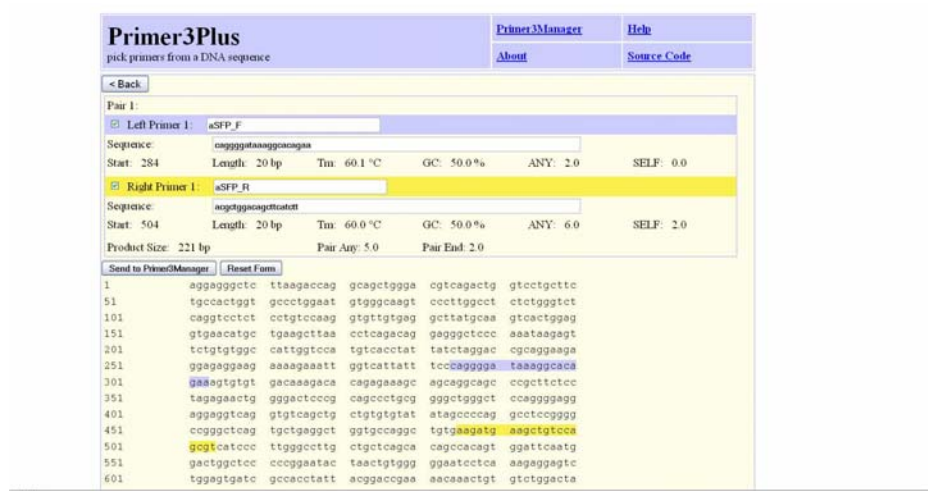 Primer3Plus
pick primers from a DNA sequence
Primer3Manager Help
About Source Code
< Back
Pair 1:
Left Primer 1: aSFP_F
Sequence: caggggataaaggcacagaa
Start: 284 Length: 20 bp Tm: 60.1 °C GC: 50.0 % ANY: 2.0 SELF: 0.0
Right Primer 1: aSFP_R
Sequence: acgctggacagcttcatctt
Start: 504 Length: 20 bp Tm: 60.0 °C GC: 50.0 % ANY: 6.0 SELF: 2.0
Product Size: 221 bp Pair Any: 5.0 Pair End: 2.0
Send to Primer3Manager Reset Form
1 aggagggctc ttaagaccag gcagctggga cgtcagactg gtcctgcttc
51 tgccactggt gccctggaat gtgggcaagt cccttggcct ctctgggtct
101 caggtcctct cctgtccaag gtgttgtgag gcttatgcaa gtcactggag
151 gtgaacatgc tgaagcttaa cctcagacag gagggctccc aaataagagt
201 tctgtgtggc cattggtcca tgtcacctat tatctaggac cgcaggaaga
251 ggagaggaag aaaagaaatt ggtcattatt tcccagggga taaaggcaca
301 gaaagtgtgt gacaaagaca cagagaaagc agcaggcagc ccgcttctcc
351 tagagaactg gggactcccg cagccctgcg gggctgggct ccaggggagg
401 aggaggtcag gtgtcagctg ctgtgtgtat atagccccag gcctccgggg
451 ccgggctcag tgctgaggct ggtgccaggc tgtgaagatg aagctgtcca
501 gcgtcatccc ttgggccttg ctgctcagca cagccacagt ggattcaatg
551 gactggctcc cccggaatac taactgtggg ggaatcctca aagaggagtc
601 tggagtgatc gccacctatt acggaccgaa aacaaactgt gtctggacta